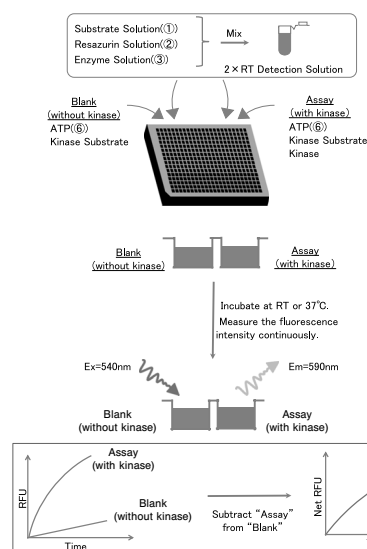 Substrate Solution(①)
Resazurin Solution(②)
Enzyme Solution(③)
Mix
2×RT Detection Solution
Blank
(without kinase)
ATP(⑥)
Kinase Substrate
Assay
(with kinase)
ATP(⑥)
Kinase Substrate
Kinase
Blank
(without kinase)
Assay
(with kinase)
Incubate at RT or 37℃.
Measure the fluorescence
intensity continuously.
Ex=540nm
Em=590nm
Blank
(without kinase)
Assay
(with kinase)
RFU
Assay
(with kinase)
Blank
(without kinase)
Time
Subtract "Assay"
from "Blank"
Net RFU